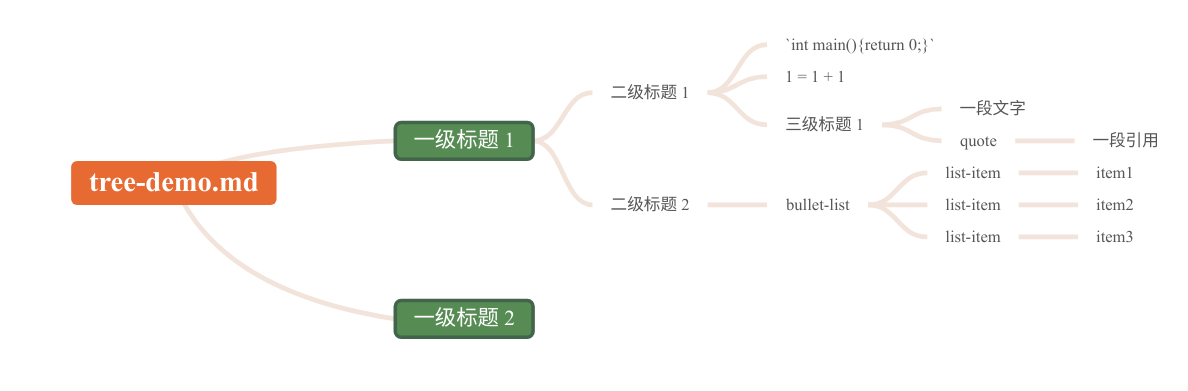 tree-demo.md
一级标题 1
二级标题 1
`int main(){return 0;}`
1 = 1 + 1
三级标题 1
一段文字
quote
一段引用
二级标题 2
bullet-list
list-item
item1
list-item
item2
list-item
item3
一级标题 2